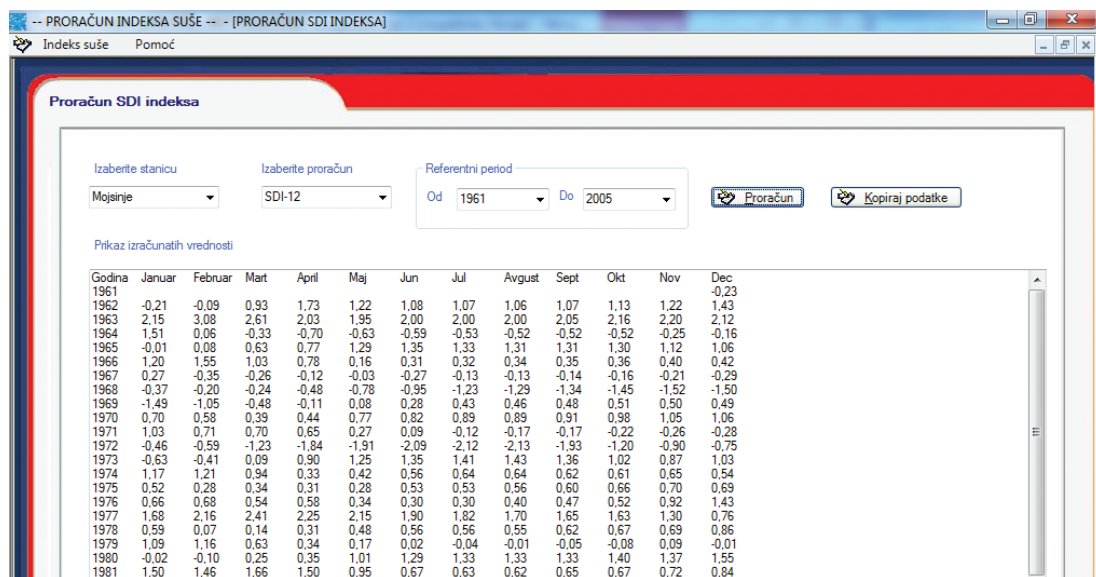 -- PRORAČUN INDEKSA SUŠE -- - [PRORAČUN SDI INDEKSA]
Indeks suše Pomoć
Proračun SDI indeksa
Izaberite stanicu Izaberite proračun Referentni period
Mojsinje SDI-12 Od 1961 Do 2005 Proračun Kopiraj podatke
Prikaz izračunatih vrednosti
Godina Januar Februar Mart April Maj Jun Jul Avgust Sept Okt Nov Dec
1961 -0,23
1962 -0,21 -0,09 0,93 1,73 1,22 1,08 1,07 1,06 1,07 1,13 1,22 1,43
1963 2,15 3,08 2,61 2,03 1,95 2,00 2,00 2,00 2,05 2,16 2,20 2,12
1964 1,51 0,06 -0,33 -0,70 -0,63 -0,59 -0,53 -0,52 -0,52 -0,52 -0,25 -0,16
1965 -0,01 0,08 0,63 0,77 1,29 1,35 1,33 1,31 1,31 1,30 1,12 1,06
1966 1,20 1,55 1,03 0,78 0,16 0,31 0,32 0,34 0,35 0,36 0,40 0,42
1967 0,27 -0,35 -0,26 -0,12 -0,03 -0,27 -0,13 -0,13 -0,14 -0,16 -0,21 -0,29
1968 -0,37 -0,20 -0,24 -0,48 -0,78 -0,95 -1,23 -1,29 -1,34 -1,45 -1,52 -1,50
1969 -1,49 -1,05 -0,48 -0,11 0,08 0,28 0,43 0,46 0,48 0,51 0,50 0,49
1970 0,70 0,58 0,39 0,44 0,77 0,82 0,89 0,89 0,91 0,98 1,05 1,06
1971 1,03 0,71 0,70 0,65 0,27 0,09 -0,12 -0,17 -0,17 -0,22 -0,26 -0,28
1972 -0,46 -0,59 -1,23 -1,84 -1,91 -2,09 -2,12 -2,13 -1,93 -1,20 -0,90 -0,75
1973 -0,63 -0,41 0,09 0,90 1,25 1,35 1,41 1,43 1,36 1,02 0,87 1,03
1974 1,17 1,21 0,94 0,33 0,42 0,56 0,64 0,64 0,62 0,61 0,65 0,54
1975 0,52 0,28 0,34 0,31 0,28 0,53 0,53 0,56 0,60 0,66 0,70 0,69
1976 0,66 0,68 0,54 0,58 0,34 0,30 0,30 0,40 0,47 0,52 0,92 1,43
1977 1,68 2,16 2,41 2,25 2,15 1,90 1,82 1,70 1,65 1,63 1,30 0,76
1978 0,59 0,07 0,14 0,31 0,48 0,56 0,56 0,55 0,62 0,67 0,69 0,86
1979 1,09 1,16 0,63 0,34 0,17 0,02 -0,04 -0,01 -0,05 -0,08 0,09 -0,01
1980 -0,02 -0,10 0,25 0,35 1,01 1,29 1,33 1,33 1,33 1,40 1,37 1,55
1981 1,50 1,46 1,66 1,50 0,95 0,67 0,63 0,62 0,65 0,67 0,72 0,84